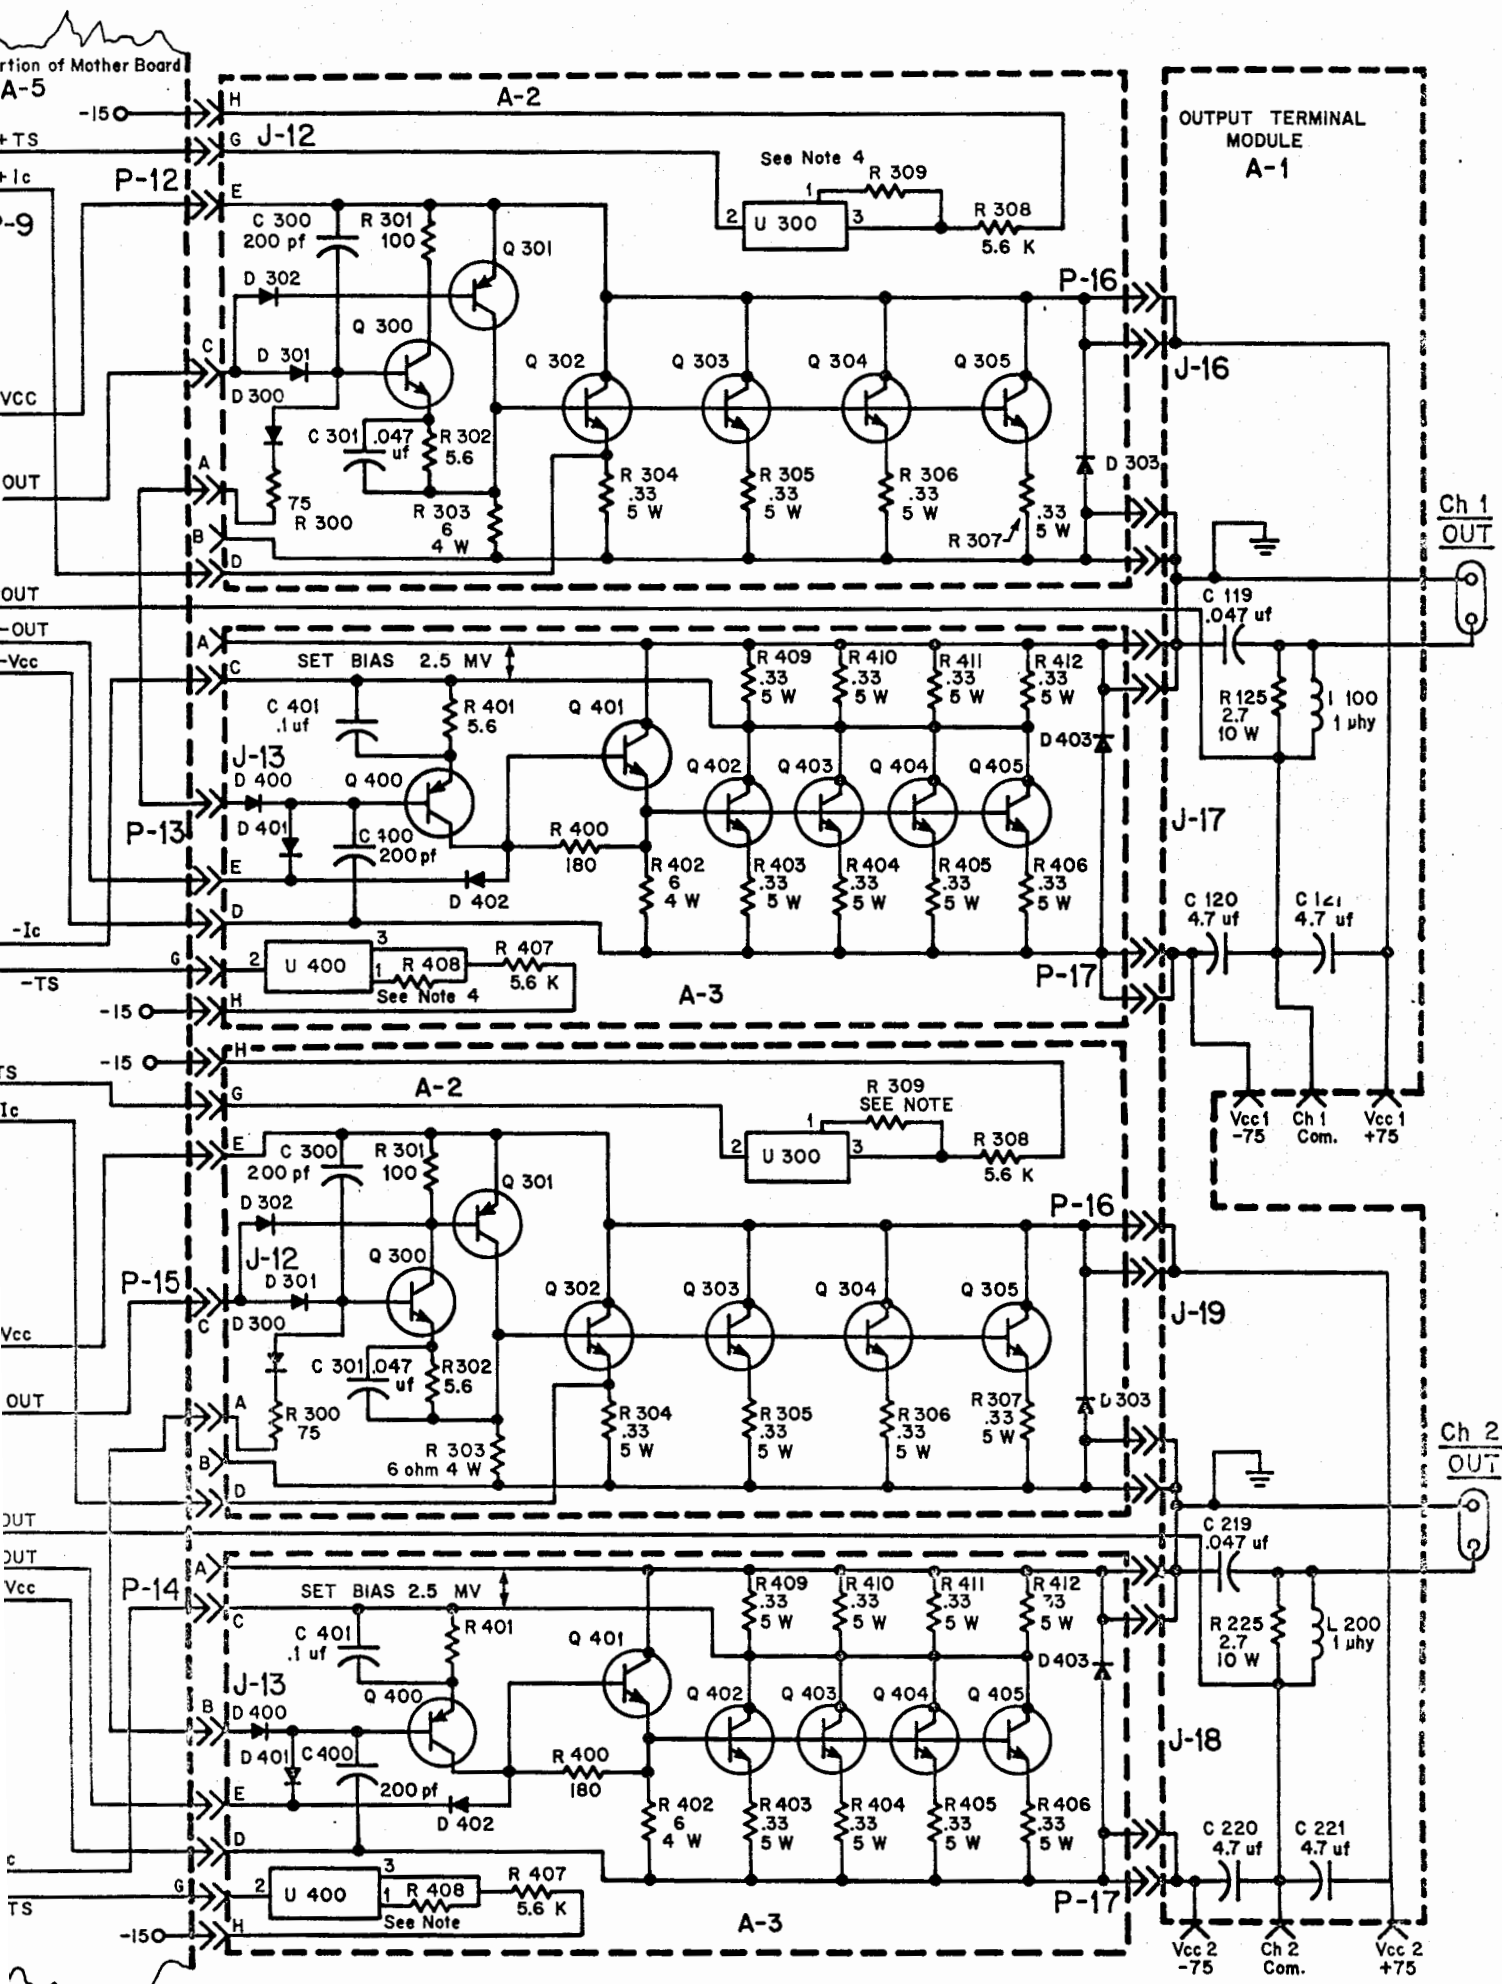 rtion of Mother Board
A-5
-15
H
A-2
+TS
G J-12
+Ic
P-12
E
-9
See Note 4
R 309
1
2
U 300
3
R 308
5.6 K
C 300
200 pf
R 301
100
Q 301
D 302
Q 300
C
D 301
D 300
VCC
C 301 .047
uf
R 302
5.6
A
OUT
75
R 300
R 303
6
4 W
B
D
Q 302
Q 303
Q 304
Q 305
R 304
.33
5 W
R 305
.33
5 W
R 306
.33
5 W
R 307
.33
5 W
D 303
P-16
J-16
OUTPUT TERMINAL
MODULE
A-1
Ch 1
OUT
OUT
-OUT
-Vcc
A
C
SET BIAS 2.5 MV
C 401
.1 uf
R 401
5.6
Q 401
R 409
.33
5 W
R 410
.33
5 W
R 411
.33
5 W
R 412
.33
5 W
D 403
C 119
.047 uf
R 125
2.7
10 W
I 100
1 µhy
J-13
D 400
Q 400
P-13
D 401
C 400
200 pf
R 400
180
E
D 402
R 402
6
4 W
Q 402
Q 403
Q 404
Q 405
R 403
.33
5 W
R 404
.33
5 W
R 405
.33
5 W
R 406
.33
5 W
J-17
C 120
4.7 uf
C
4.7 uf
D
-Ic
G
-TS
2
U 400
3
1
R 408
See Note 4
R 407
5.6 K
-15
H
A-3
P-17
Vcc 1
-75
Ch 1
Com.
Vcc 1
+75
-15
H
A-2
TS
G
Ic
E
R 309
SEE NOTE
1
2
U 300
3
R 308
5.6 K
C 300
200 pf
R 301
100
Q 301
D 302
J-12
Q 300
P-15
D 301
C
D 300
Vcc
C 301 .047
uf
R 302
5.6
OUT
A
R 300
75
R 303
6 ohm 4 W
B
D
Q 302
Q 303
Q 304
Q 305
R 304
.33
5 W
R 305
.33
5 W
R 306
.33
5 W
R 307
.33
5 W
D 303
P-16
J-19
Ch 2
OUT
OUT
OUT
Vcc
A
P-14
C
SET BIAS 2.5 MV
C 401
.1 uf
R 401
Q 401
R 409
.33
5 W
R 410
.33
5 W
R 411
.33
5 W
R 412
5 W
D 403
C 219
.047 uf
R 225
2.7
10 W
L 200
1 µhy
J-13
B
D 400
Q 400
D 401
C 400
200 pf
R 400
180
E
D 402
R 402
6
4 W
Q 402
Q 403
Q 404
Q 405
R 403
.33
5 W
R 404
.33
5 W
R 405
.33
5 W
R 406
.33
5 W
J-18
C 220
4.7 uf
C 221
4.7 uf
D
c
G
TS
2
U 400
3
1
R 408
See Note
R 407
5.6 K
-15
H
A-3
P-17
Vcc 2
-75
Ch 2
Com.
Vcc 2
+75